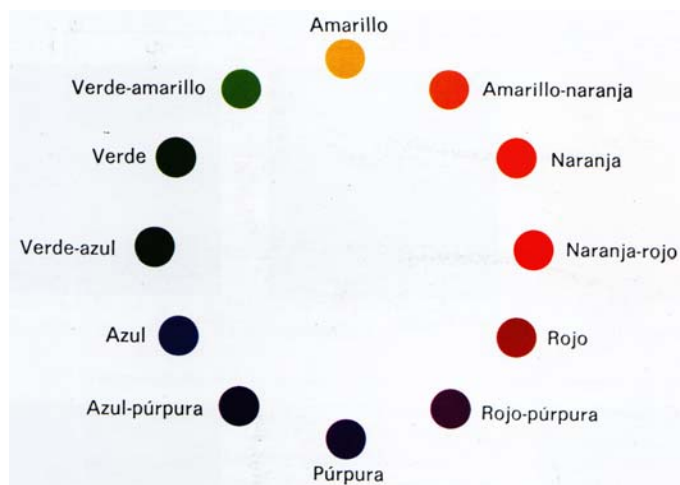 Amarillo
Verde-amarillo
Amarillo-naranja
Verde
Naranja
Verde-azul
Naranja-rojo
Azul
Rojo
Azul-púrpura
Rojo-púrpura
Púrpura